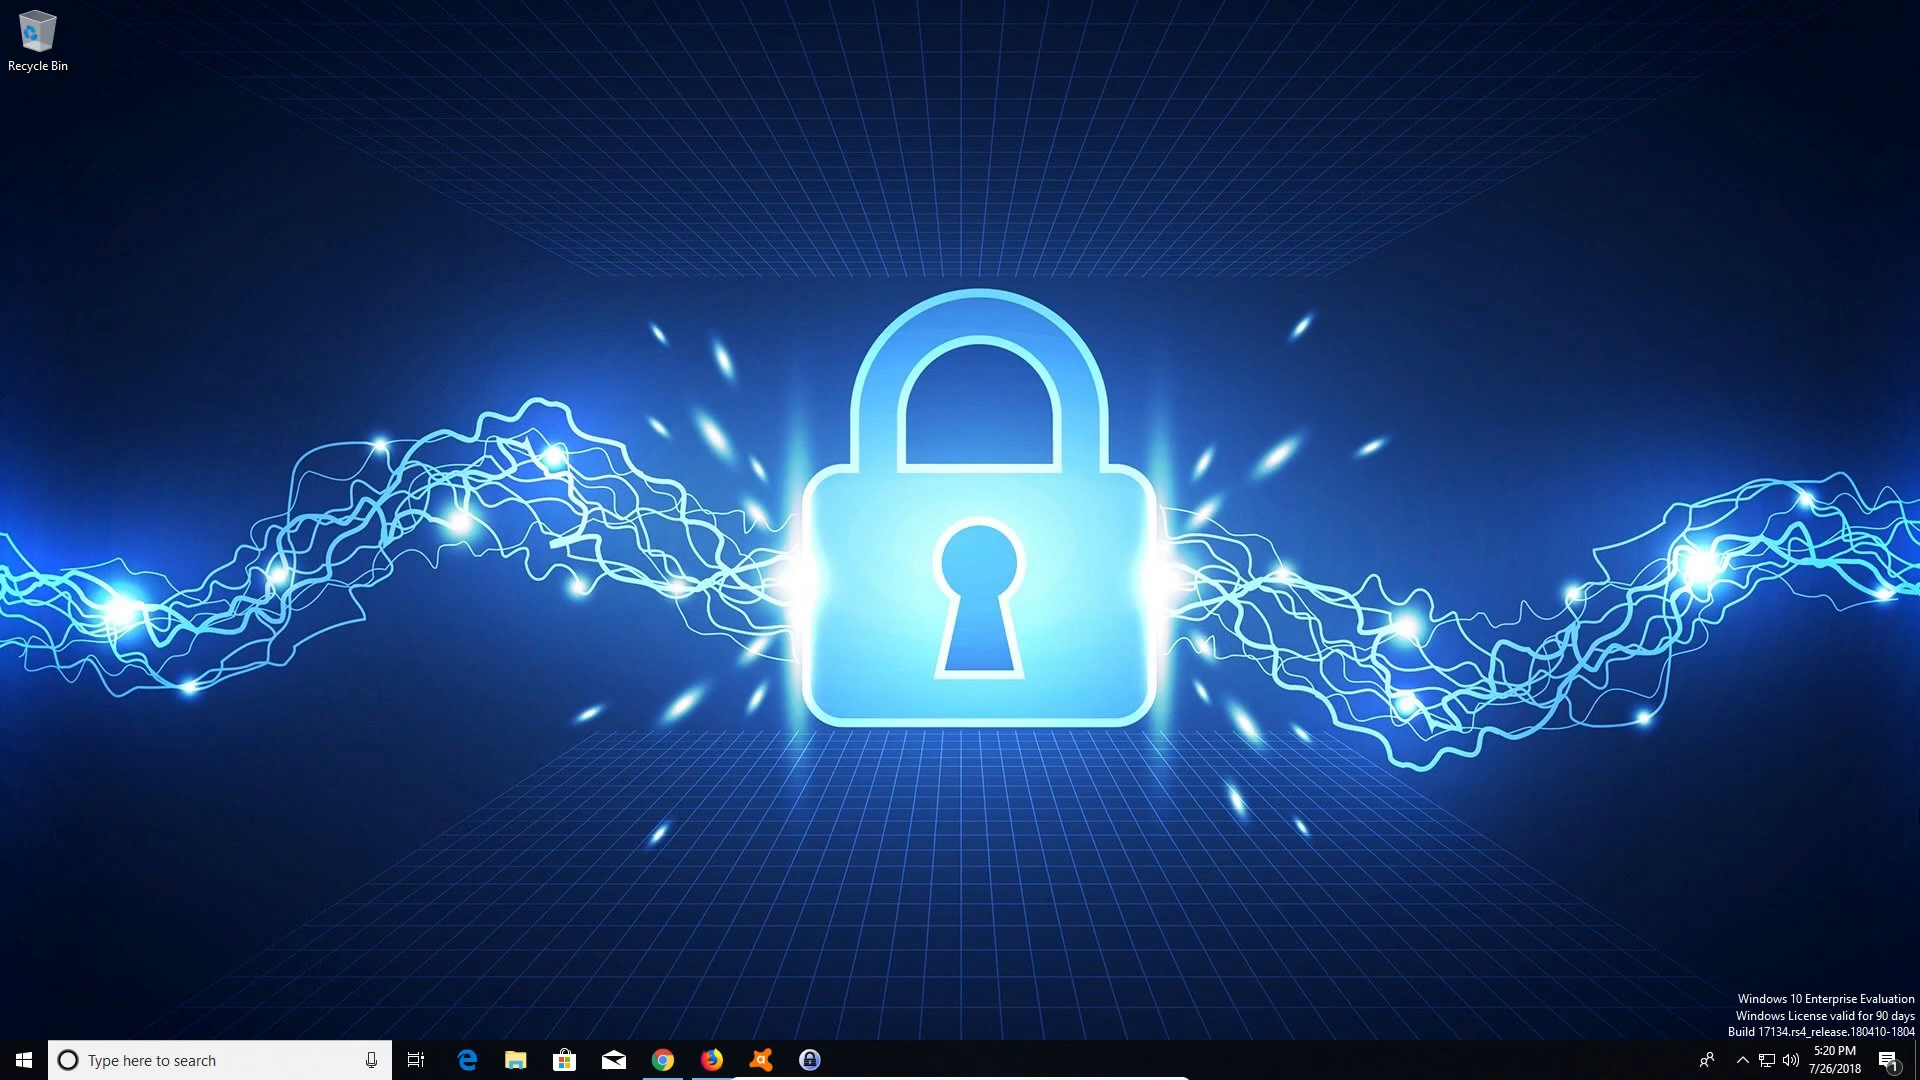 Recycle Bin
Windows 10 Enterprise Evaluation
Windows License valid for 90 days
Build 17134.rs4_release.180410-1804
Type here to search
5:20 PM
7/26/2018
1